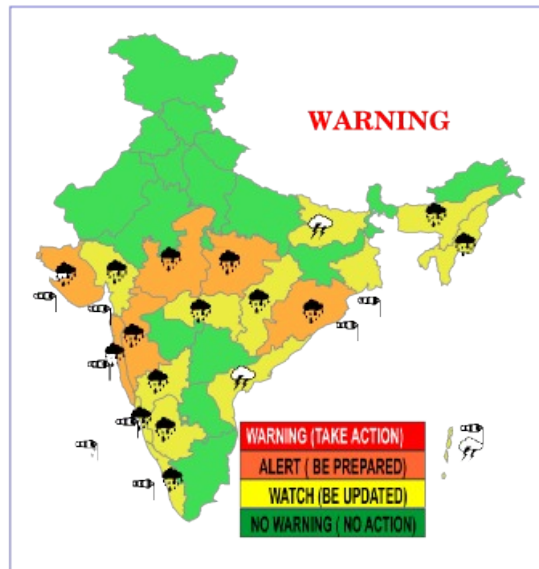 WARNING
WARNING (TAKE ACTION)
ALERT ( BE PREPARED)
WATCH (BE UPDATED)
NO WARNING ( NO ACTION)